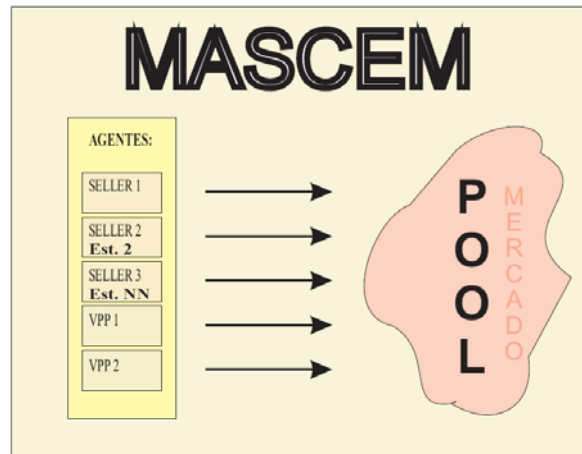 MASCEM
AGENTES:
SELLER 1
SELLER 2
Est. 2
SELLER 3
Est. NN
VPP 1
VPP 2
POOL
MERCADO